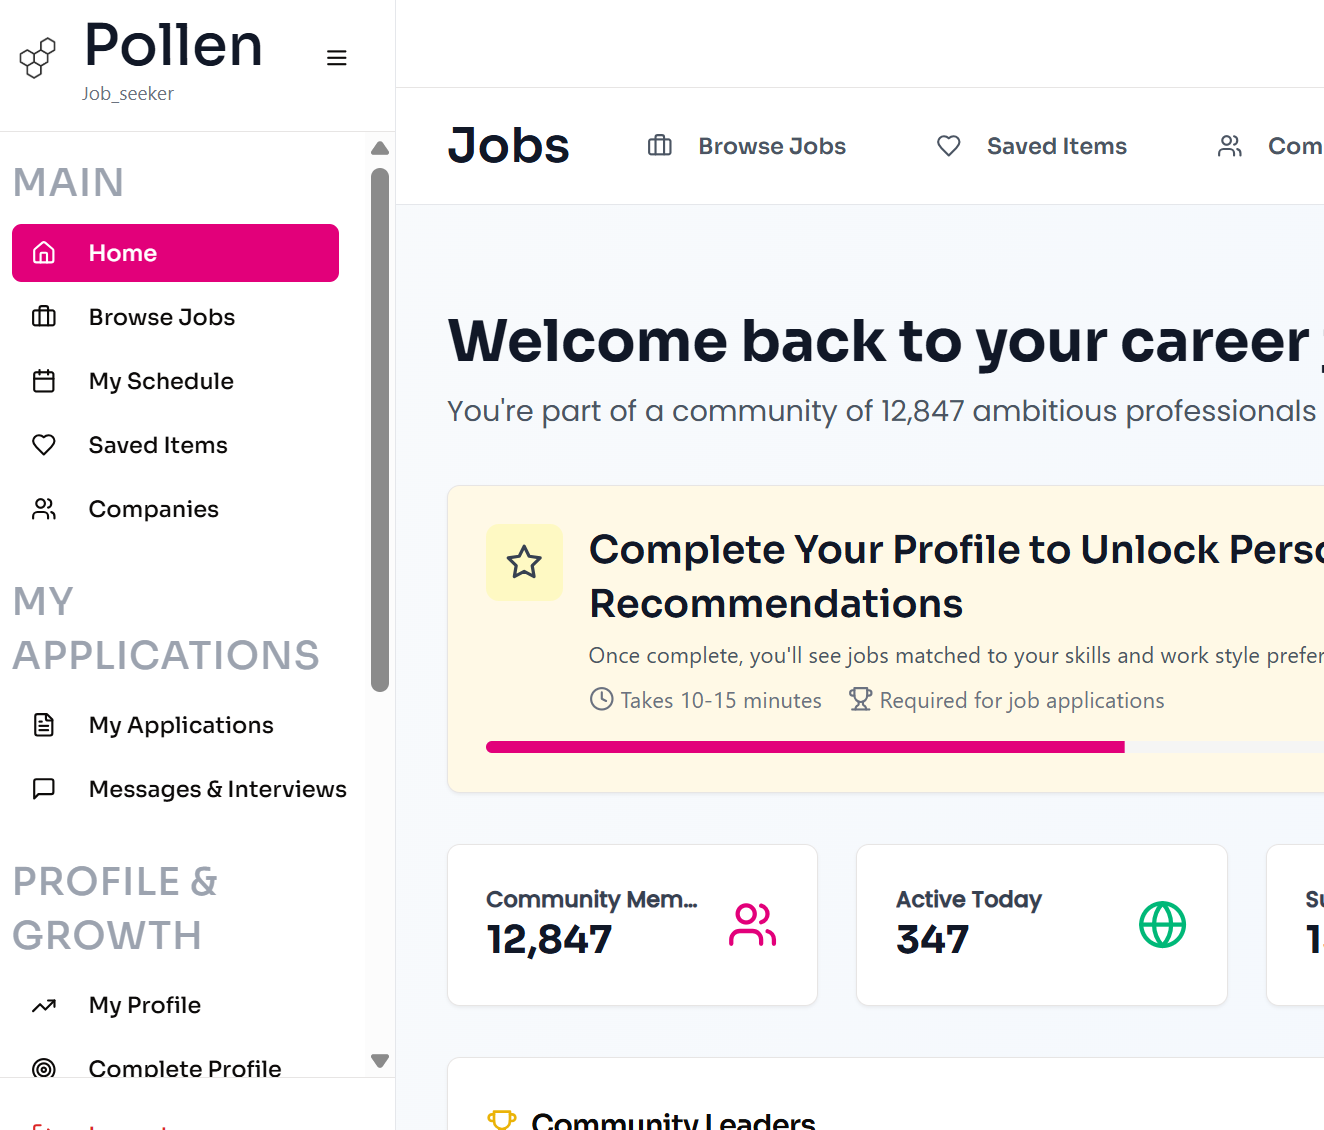 Pollen
Job_seeker
MAIN
Home
Browse Jobs
My Schedule
Saved Items
Companies
MY
APPLICATIONS
My Applications
Messages & Interviews
PROFILE &
GROWTH
My Profile
Complete Profile
Jobs
Browse Jobs
Saved Items
Com
Welcome back to your career
You're part of a community of 12,847 ambitious professionals
Complete Your Profile to Unlock Perso
Recommendations
Once complete, you'll see jobs matched to your skills and work style prefer
Takes 10-15 minutes
Required for job applications
Community Mem...
12,847
Active Today
347
Su
1
Community Leaders